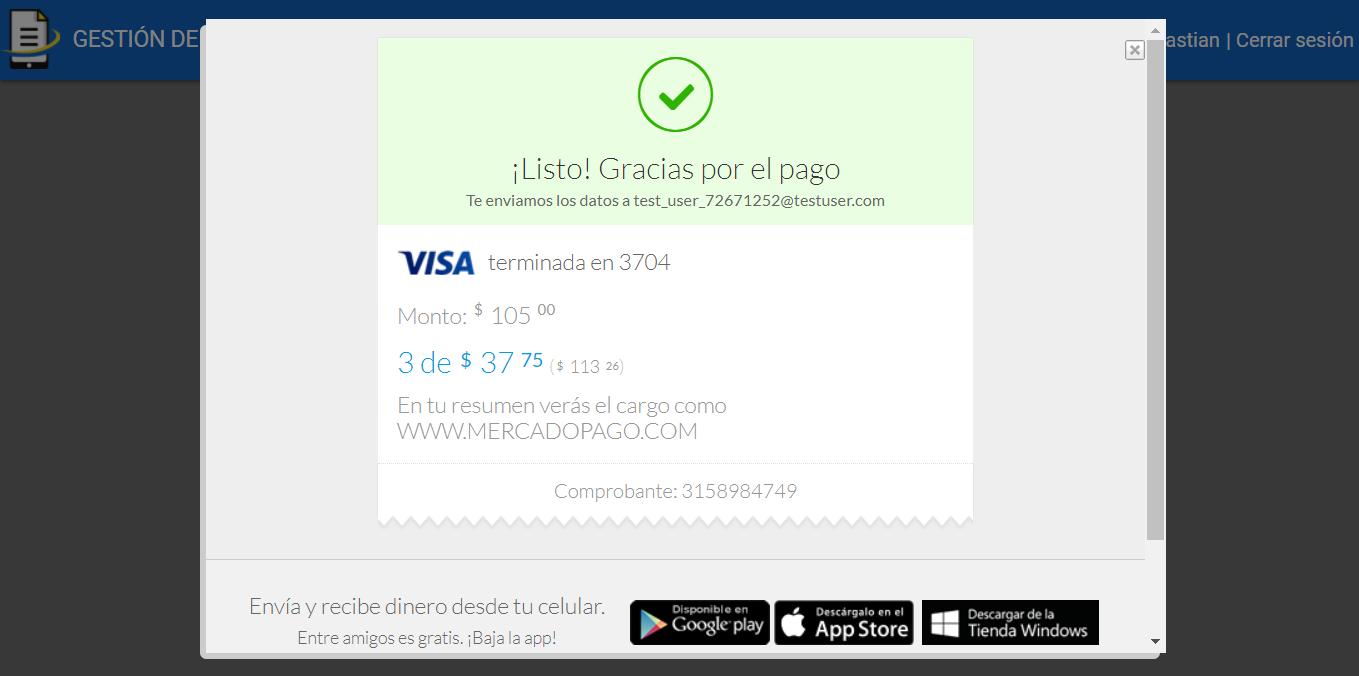 GESTIÓN DE
astian | Cerrar sesión
¡Listo! Gracias por el pago
Te enviamos los datos a test_user_72671252@testuser.com
VISA terminada en 3704
Monto: $ 105 00
3 de $ 37 75 ($ 113 26)
En tu resumen verás el cargo como
WWW.MERCADOPAGO.COM
Comprobante: 3158984749
Envía y recibe dinero desde tu celular.
Entre amigos es gratis. ¡Baja la app!
Disponible en
Google play
Descárgalo en el
App Store
Descargar de la
Tienda Windows